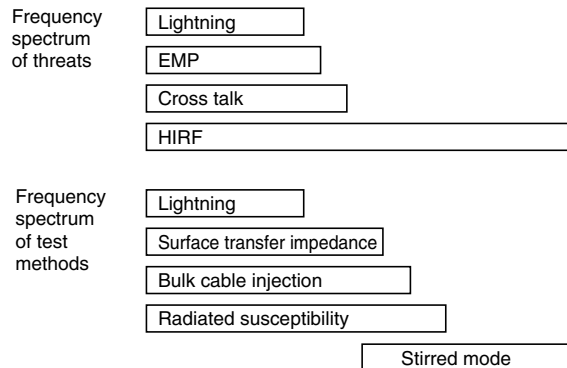 Frequency
spectrum
of threats
Lightning
EMP
Cross talk
HIRF
Frequency
spectrum
of test
methods
Lightning
Surface transfer impedance
Bulk cable injection
Radiated susceptibility
Stirred mode